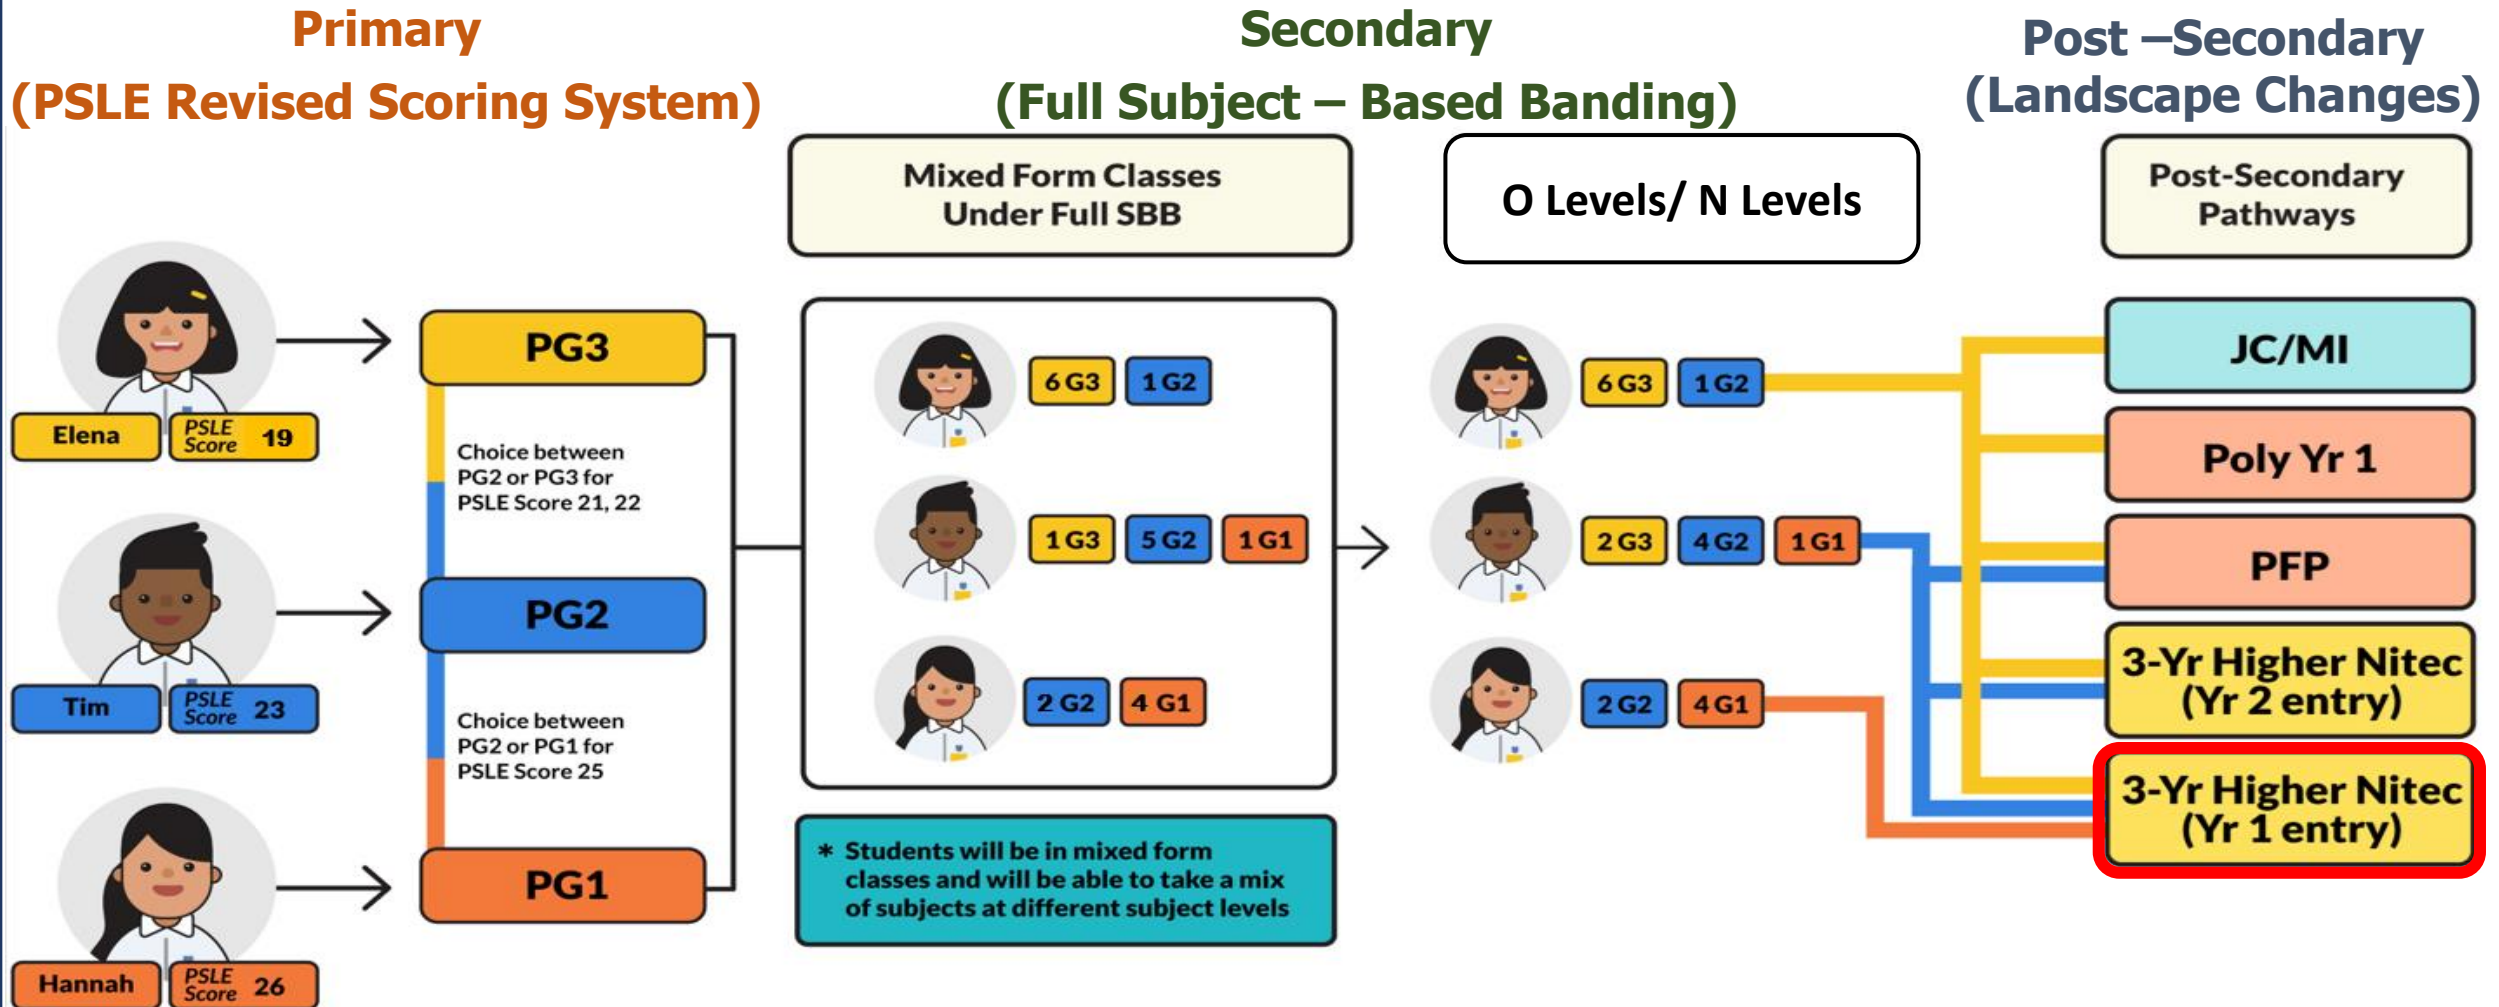 Primary
(PSLE Revised Scoring System)
Secondary
(Full Subject – Based Banding)
Post –Secondary
(Landscape Changes)
Mixed Form Classes
Under Full SBB
O Levels/ N Levels
Post-Secondary
Pathways
Elena
PSLE
Score 19
Tim
PSLE
Score 23
Hannah
PSLE
Score 26
PG3
Choice between
PG2 or PG3 for
PSLE Score 21, 22
PG2
Choice between
PG2 or PG1 for
PSLE Score 25
PG1
6 G3 1 G2
1 G3 5 G2 1 G1
2 G2 4 G1
* Students will be in mixed form
classes and will be able to take a mix
of subjects at different subject levels
6 G3 1 G2
2 G3 4 G2 1 G1
2 G2 4 G1
JC/MI
Poly Yr 1
PFP
3-Yr Higher Nitec
(Yr 2 entry)
3-Yr Higher Nitec
(Yr 1 entry)